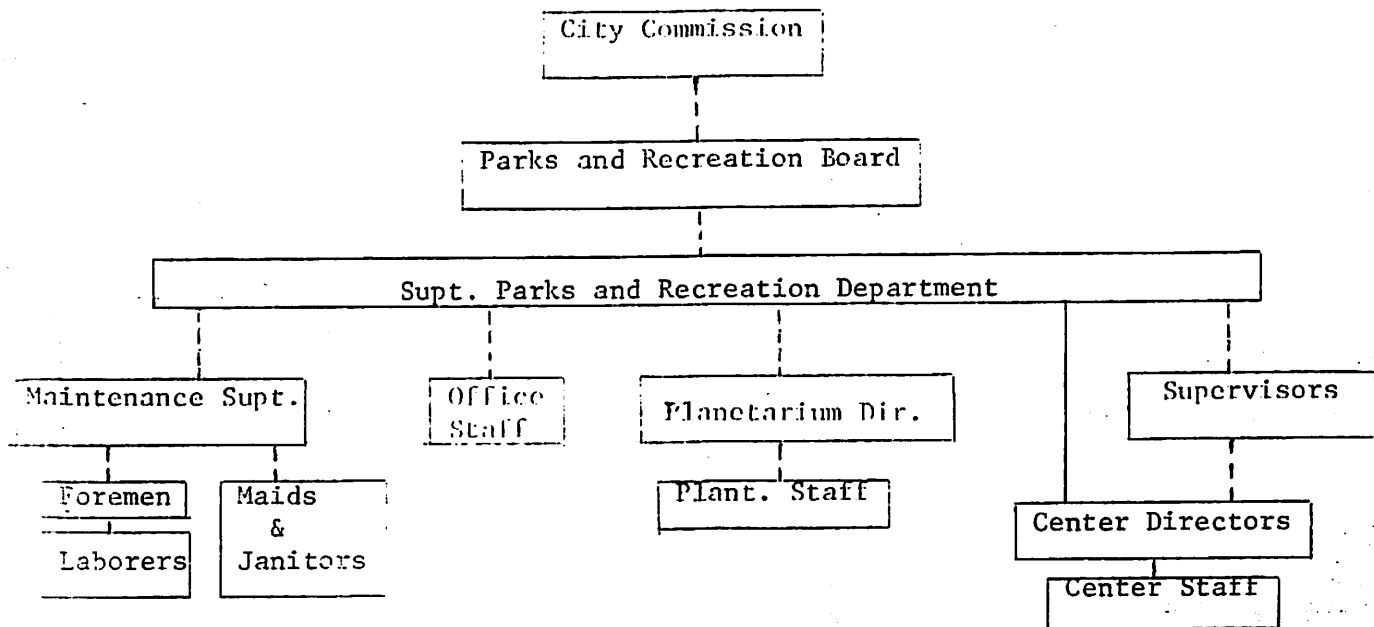 City Commission
Parks and Recreation Board
Supt. Parks and Recreation Department
Maintenance Supt.
Office
Staff
Planetarium Dir.
Supervisors
Foremen
Maids
&
Janitors
Laborers
Plant. Staff
Center Directors
Center Staff